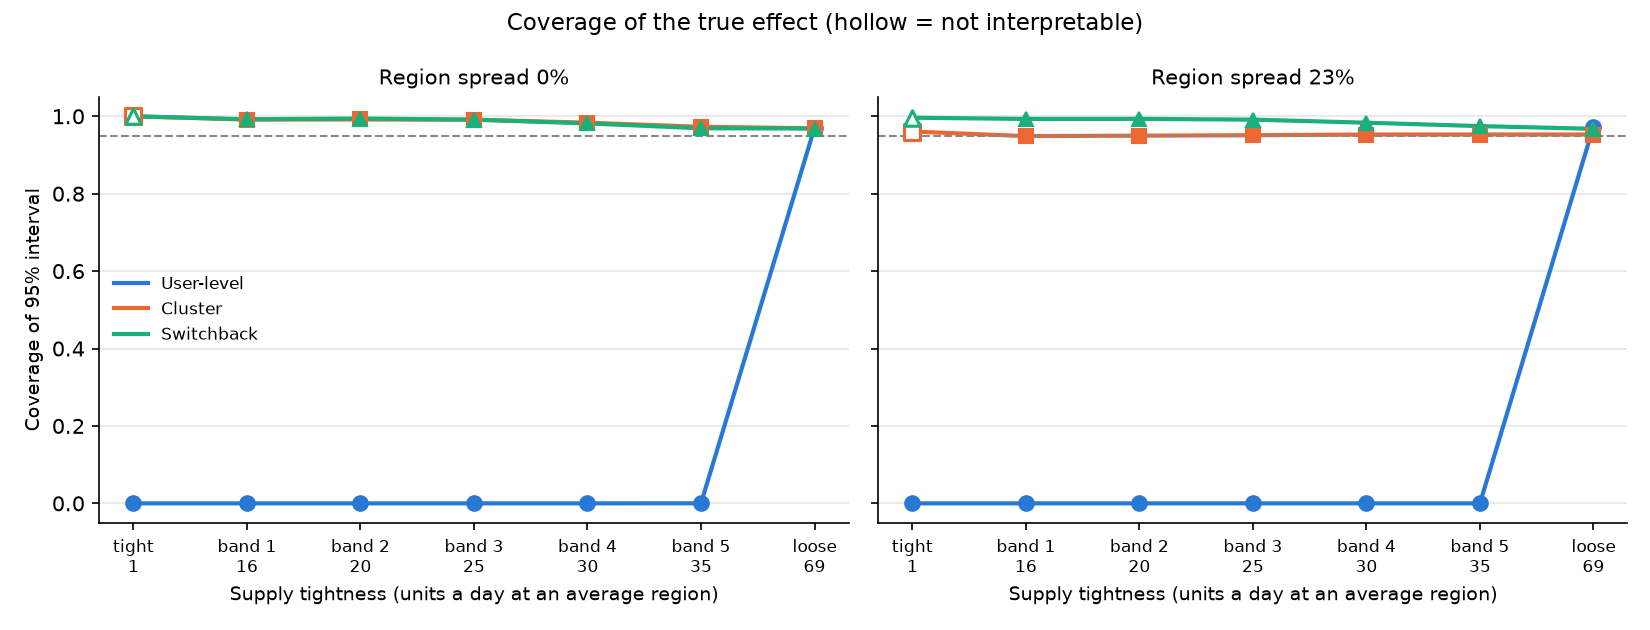 Coverage of the true effect (hollow = not interpretable)
Region spread 0%
Region spread 23%
Coverage of 95% interval
1.0
0.8
0.6
0.4
0.2
0.0
User-level
Cluster
Switchback
tight band 1 band 2 band 3 band 4 band 5 loose
1 16 20 25 30 35 69
Supply tightness (units a day at an average region)
tight band 1 band 2 band 3 band 4 band 5 loose
1 16 20 25 30 35 69
Supply tightness (units a day at an average region)